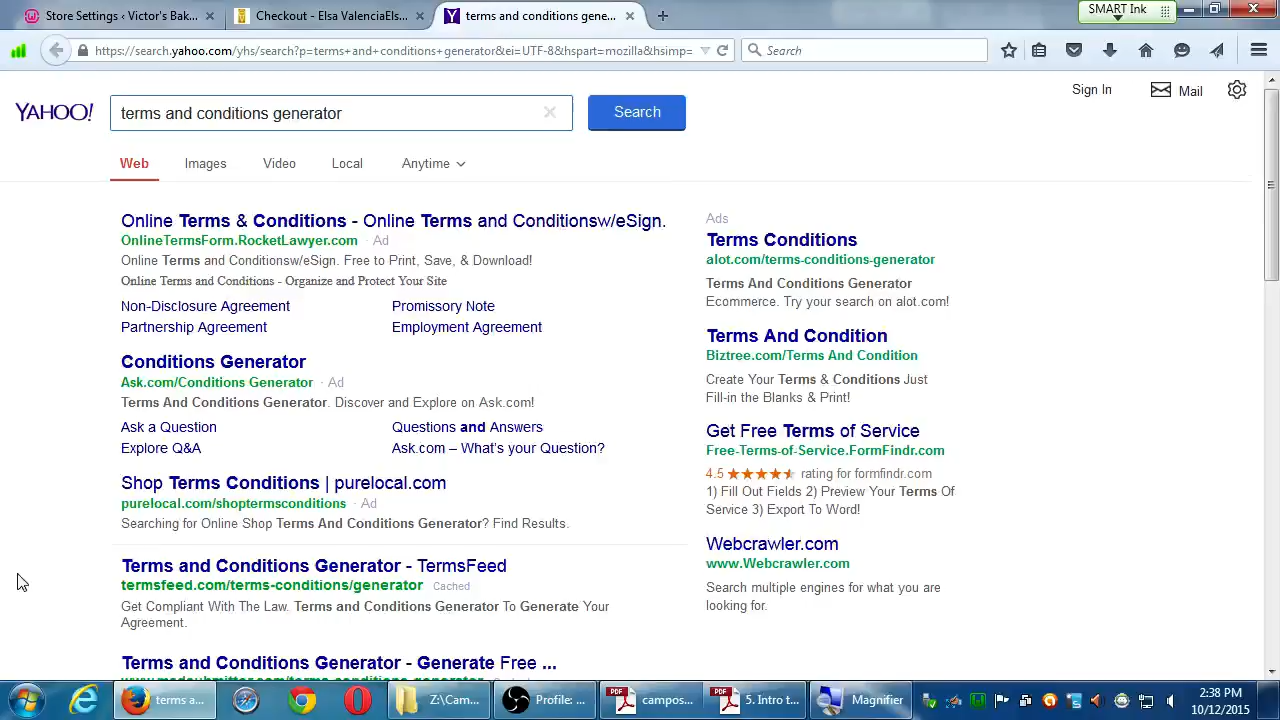 Store Settings ‹ Victor's Bak...
Checkout - Elsa ValenciaEls...
terms and conditions gene...
SMART Ink
https://search.yahoo.com/yhs/search?p=terms+and+conditions+generator&ei=UTF-8&hspart=mozilla&hsimp=
Search
Sign In
Mail
YAHOO!
terms and conditions generator
Search
Web
Images
Video
Local
Anytime
Online Terms & Conditions - Online Terms and Conditionsw/eSign.
OnlineTermsForm.RocketLawyer.com · Ad
Online Terms and Conditionsw/eSign. Free to Print, Save, & Download!
Online Terms and Conditions - Organize and Protect Your Site
Non-Disclosure Agreement
Promissory Note
Partnership Agreement
Employment Agreement
Conditions Generator
Ask.com/Conditions Generator · Ad
Terms And Conditions Generator. Discover and Explore on Ask.com!
Ask a Question
Questions and Answers
Explore Q&A
Ask.com – What's your Question?
Shop Terms Conditions | purelocal.com
purelocal.com/shoptermsconditions · Ad
Searching for Online Shop Terms And Conditions Generator? Find Results.
Terms and Conditions Generator - TermsFeed
termsfeed.com/terms-conditions/generator Cached
Get Compliant With The Law. Terms and Conditions Generator To Generate Your
Agreement.
Terms and Conditions Generator - Generate Free ...
Ads
Terms Conditions
alot.com/terms-conditions-generator
Terms And Conditions Generator
Ecommerce. Try your search on alot.com!
Terms And Condition
Biztree.com/Terms And Condition
Create Your Terms & Conditions Just
Fill-in the Blanks & Print!
Get Free Terms of Service
Free-Terms-of-Service.FormFindr.com
4.5 ★★★★ rating for formfindr.com
1) Fill Out Fields 2) Preview Your Terms Of
Service 3) Export To Word!
Webcrawler.com
www.Webcrawler.com
Search multiple engines for what you are
looking for.
terms a...
Z:\Cam...
Profile: ...
campos...
5. Intro t...
Magnifier
2:38 PM
10/12/2015